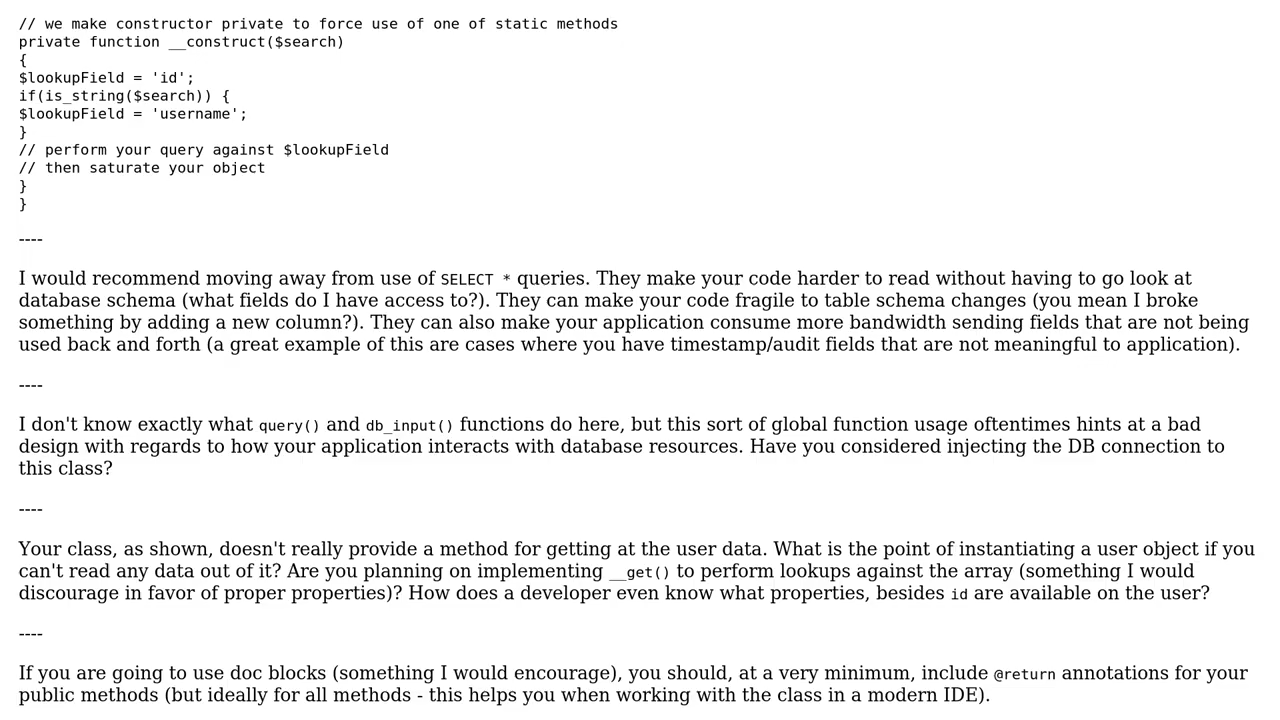 // we make constructor private to force use of one of static methods
private function __construct($search)
{
$lookupField = 'id';
if(is_string($search)) {
$lookupField = 'username';
}
// perform your query against $lookupField
// then saturate your object
}
}
----
I would recommend moving away from use of SELECT * queries. They make your code harder to read without having to go look at
database schema (what fields do I have access to?). They can make your code fragile to table schema changes (you mean I broke
something by adding a new column?). They can also make your application consume more bandwidth sending fields that are not being
used back and forth (a great example of this are cases where you have timestamp/audit fields that are not meaningful to application).
----
I don't know exactly what query() and db_input() functions do here, but this sort of global function usage oftentimes hints at a bad
design with regards to how your application interacts with database resources. Have you considered injecting the DB connection to
this class?
----
Your class, as shown, doesn't really provide a method for getting at the user data. What is the point of instantiating a user object if you
can't read any data out of it? Are you planning on implementing __get() to perform lookups against the array (something I would
discourage in favor of proper properties)? How does a developer even know what properties, besides id are available on the user?
----
If you are going to use doc blocks (something I would encourage), you should, at a very minimum, include @return annotations for your
public methods (but ideally for all methods - this helps you when working with the class in a modern IDE).